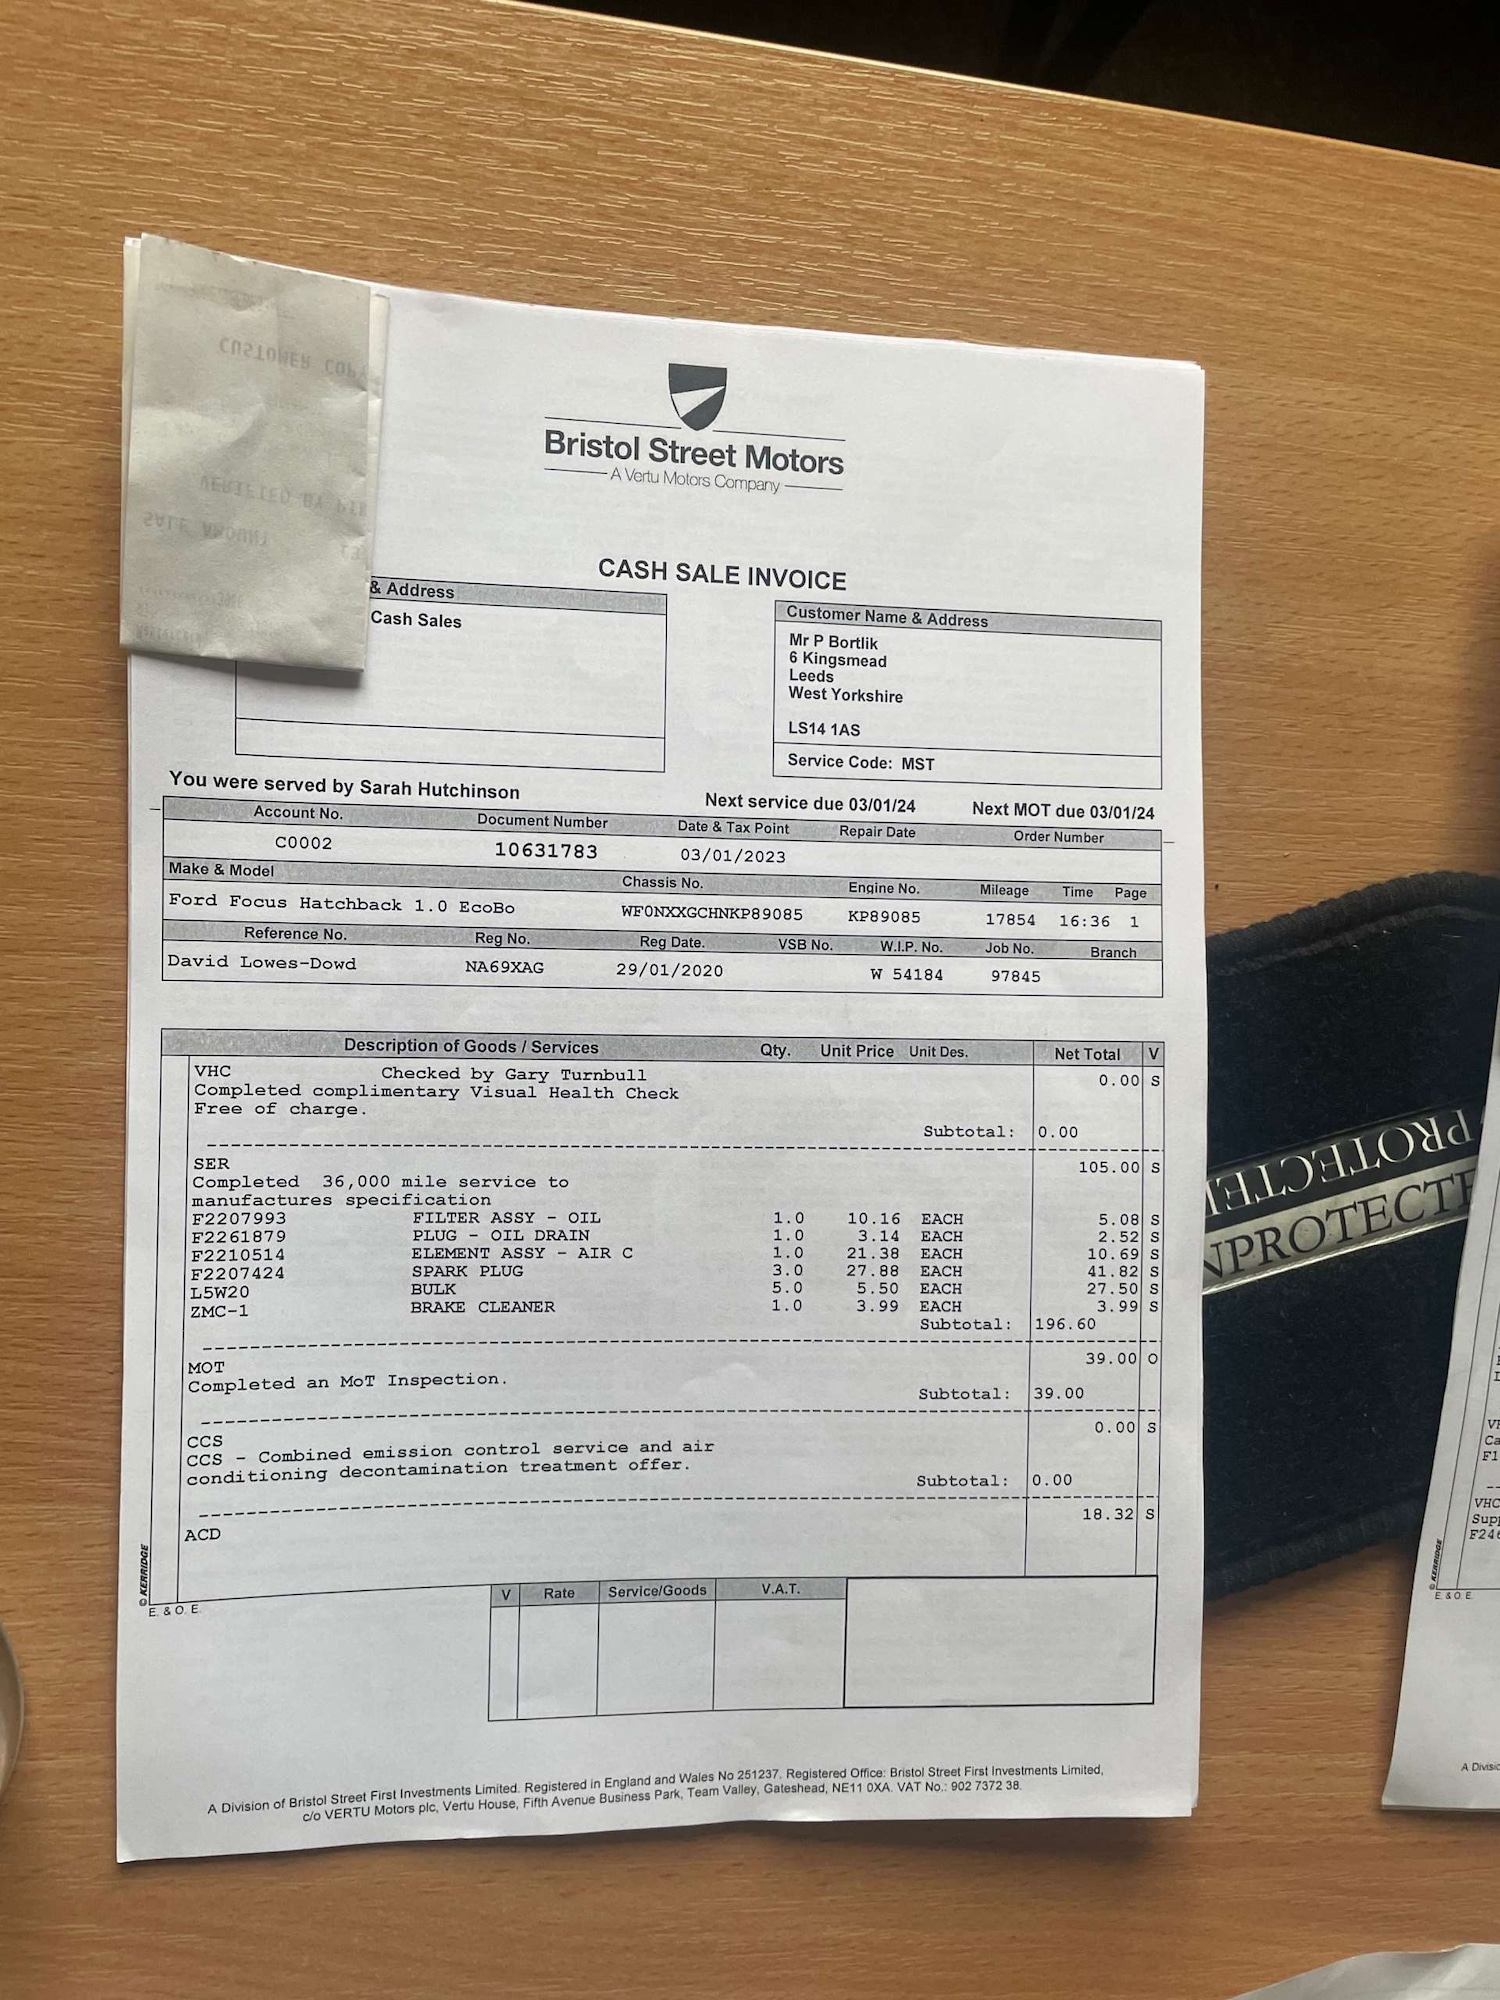 CUSTOMER COPY
VERIFIED BY PIN
SALE AMOUNT
Bristol Street Motors
A Vertu Motors Company
CASH SALE INVOICE
& Address
Cash Sales
Customer Name & Address
Mr P Bortlik
6 Kingsmead
Leeds
West Yorkshire
LS14 1AS
Service Code: MST
You were served by Sarah Hutchinson
Next service due 03/01/24
Next MOT due 03/01/24
Account No. Document Number Date & Tax Point Repair Date Order Number
C0002 10631783 03/01/2023
Make & Model Chassis No. Engine No. Mileage Time Page
Ford Focus Hatchback 1.0 EcoBo WF0NXXGCHNKP89085 KP89085 17854 16:36 1
Reference No. Reg No. Reg Date. VSB No. W.I.P. No. Job No. Branch
David Lowes-Dowd NA69XAG 29/01/2020 W 54184 97845
Description of Goods / Services Qty. Unit Price Unit Des. Net Total V
VHC Checked by Gary Turnbull 0.00 S
Completed complimentary Visual Health Check
Free of charge.
Subtotal: 0.00
SER 105.00 S
Completed 36,000 mile service to
manufactures specification
F2207993 FILTER ASSY - OIL 1.0 10.16 EACH 5.08 S
F2261879 PLUG - OIL DRAIN 1.0 3.14 EACH 2.52 S
F2210514 ELEMENT ASSY - AIR C 1.0 21.38 EACH 10.69 S
F2207424 SPARK PLUG 3.0 27.88 EACH 41.82 S
L5W20 BULK 5.0 5.50 EACH 27.50 S
ZMC-1 BRAKE CLEANER 1.0 3.99 EACH 3.99 S
Subtotal: 196.60
MOT 39.00 O
Completed an MoT Inspection.
Subtotal: 39.00
CCS 0.00 S
CCS - Combined emission control service and air
conditioning decontamination treatment offer.
Subtotal: 0.00
ACD 18.32 S
© KERRIDGE
E. & O. E.
V Rate Service/Goods V.A.T.
A Division of Bristol Street First Investments Limited. Registered in England and Wales No 251237. Registered Office: Bristol Street First Investments Limited,
c/o VERTU Motors plc, Vertu House, Fifth Avenue Business Park, Team Valley, Gateshead, NE11 0XA. VAT No.: 902 7372 38.
VHC
F246
© KERRIDGE
E. & O. E.